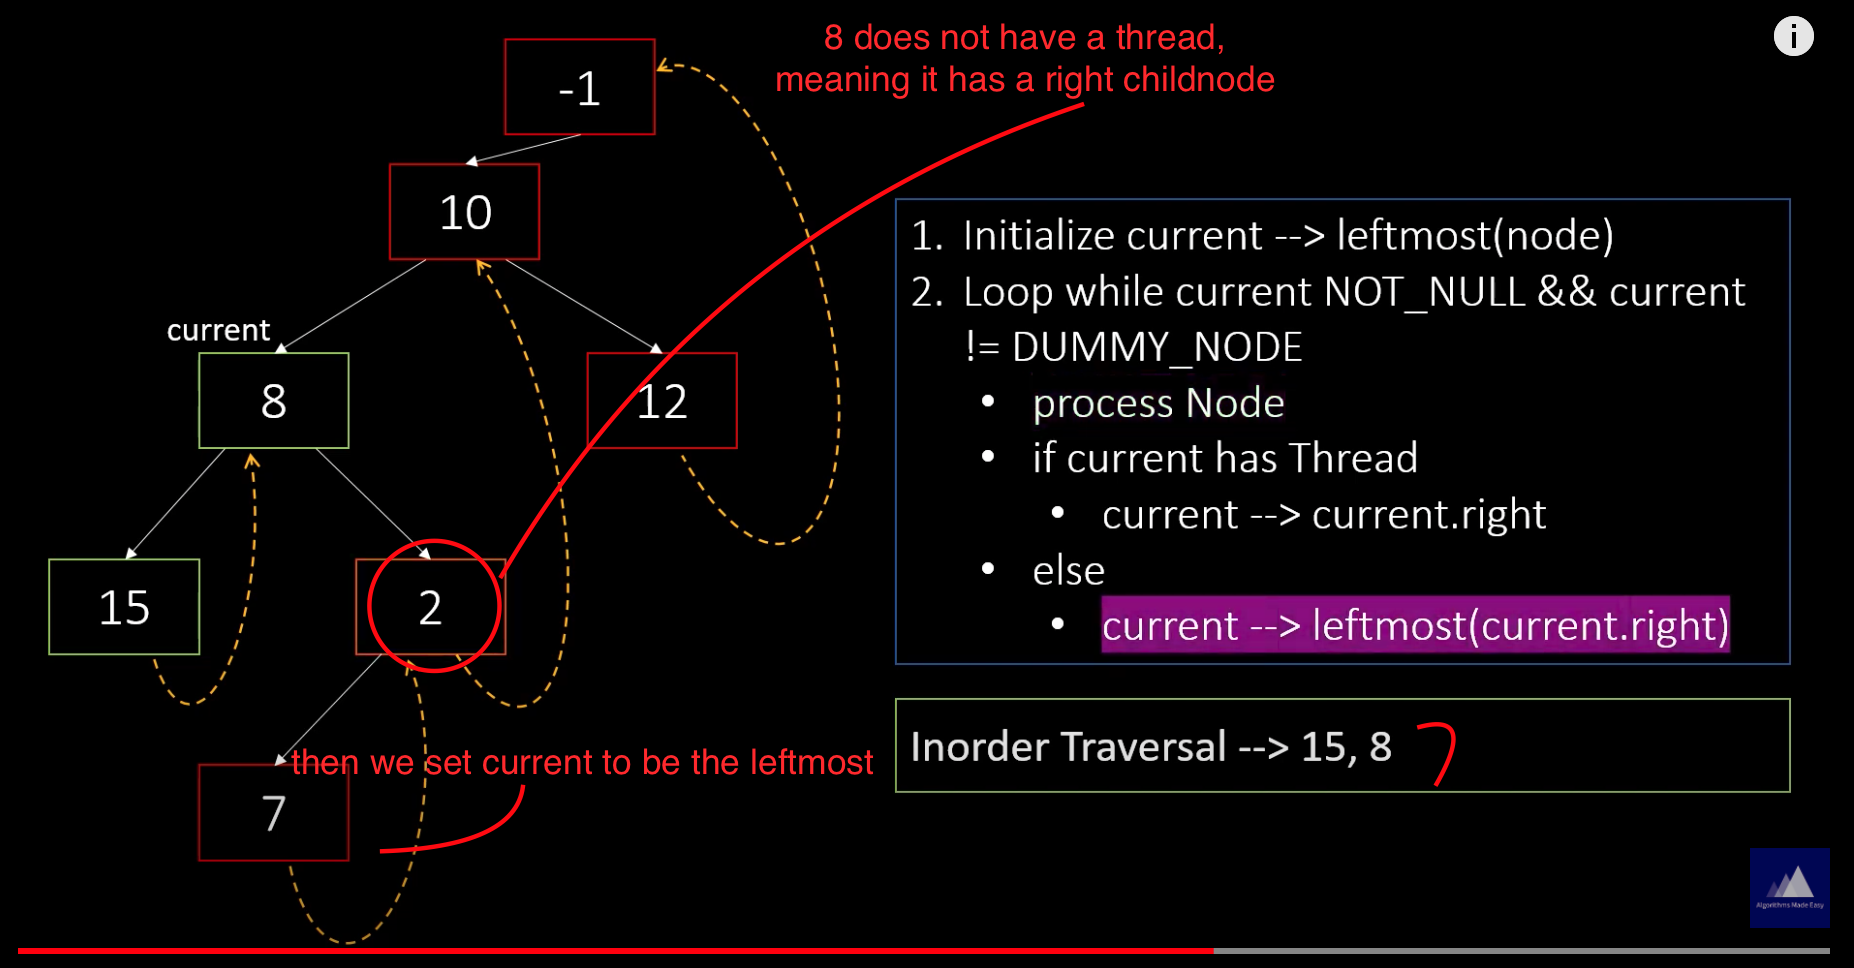 8 does not have a thread,
meaning it has a right childnode
-1
10
current
8
12
15
2
then we set current to be the leftmost
7
1. Initialize current --> leftmost(node)
2. Loop while current NOT_NULL && current
!= DUMMY_NODE
• process Node
• if current has Thread
• current --> current.right
• else
• current --> leftmost(current.right)
Inorder Traversal --> 15, 8 7
i
Algorithms Made Easy